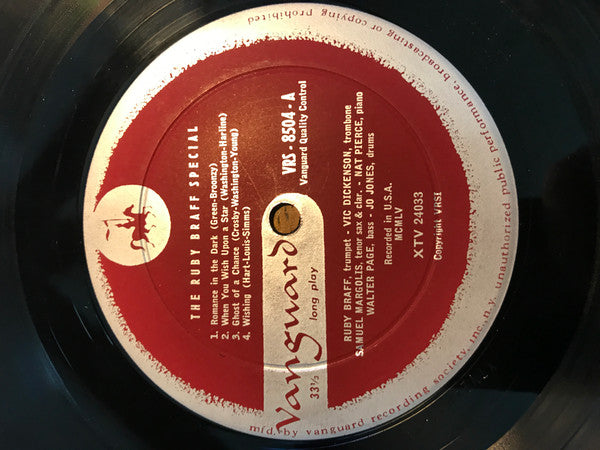 THE RUBY BRAFF SPECIAL
1. Romance in the Dark (Green-Broonzy)
2. When You Wish Upon a Star (Washington-Harline)
3. Ghost of a Chance (Crosby-Washington-Young)
4. Wishing (Hart-Louis-Simms)
VRS - 8504 - A
Vanguard Quality Control
Vanguard
33⅓ long play
RUBY BRAFF, trumpet - VIC DICKENSON, trombone
SAMUEL MARGOLIS, tenor sax & clar. - NAT PIERCE, piano
WALTER PAGE, bass - JO JONES, drums
Recorded in U.S.A.
MCMLV
XTV 24033
Copyright VRSI
mfd. by vanguard recording society, inc., n.y. unauthorized public performance, broadcasting or copying prohibited